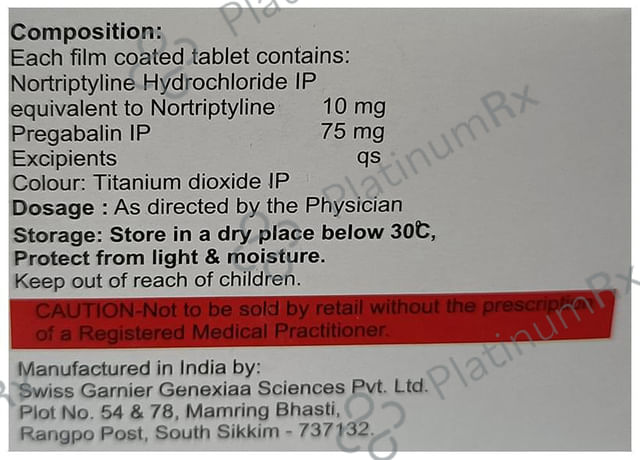 Composition:
Each film coated tablet contains:
Nortriptyline Hydrochloride IP
equivalent to Nortriptyline 10 mg
Pregabalin IP 75 mg
Excipients qs
Colour: Titanium dioxide IP
Dosage : As directed by the Physician
Storage: Store in a dry place below 30℃,
Protect from light & moisture.
Keep out of reach of children.
CAUTION-Not to be sold by retail without the prescription
of a Registered Medical Practitioner.
Manufactured in India by:
Swiss Garnier Genexiaa Sciences Pvt. Ltd.
Plot No. 54 & 78, Mamring Bhasti,
Rangpo Post, South Sikkim - 737132.
PlatinumRx
PlatinumRx